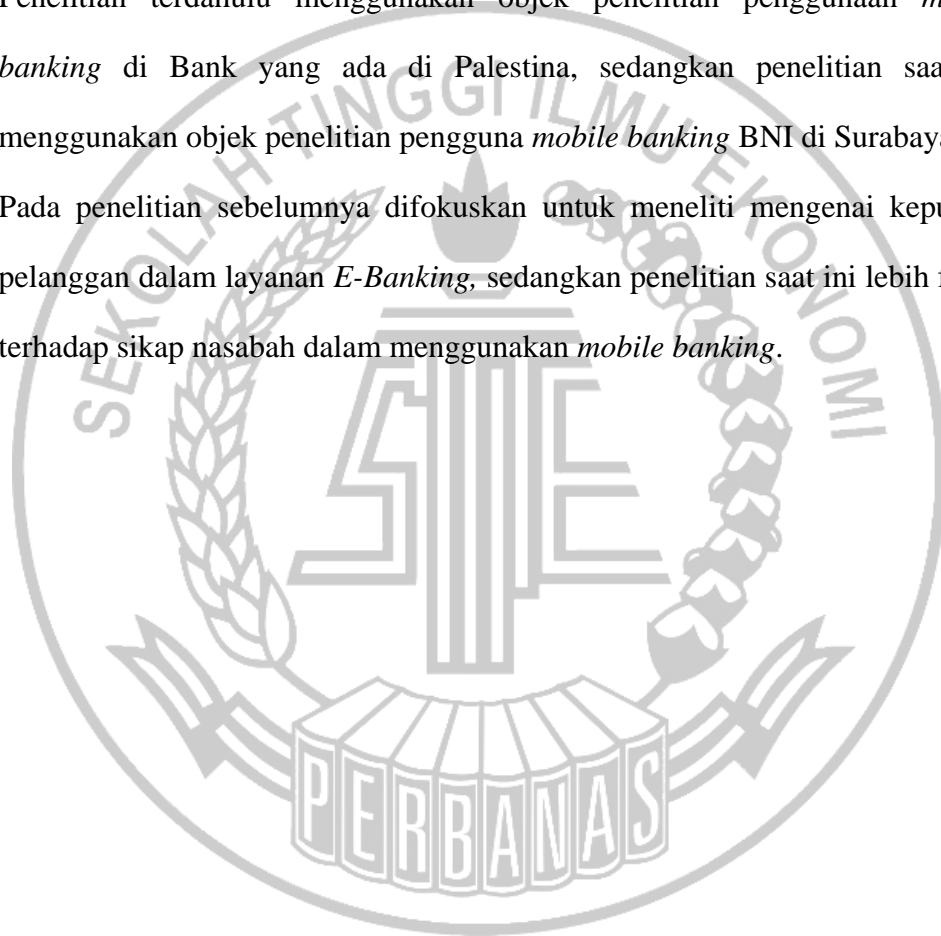 Penelitian terdahulu menggunakan objek penelitian penggunaan
banking di Bank yang ada di Palestina, sedangkan penelitian saat
menggunakan objek penelitian pengguna mobile banking BNI di Surabaya
Pada penelitian sebelumnya difokuskan untuk meneliti mengenai
pelanggan dalam layanan E-Banking, sedangkan penelitian saat ini lebih
terhadap sikap nasabah dalam menggunakan mobile banking.
SEKOLAH TINGGI ILMU EKONOMI
PERBANAS